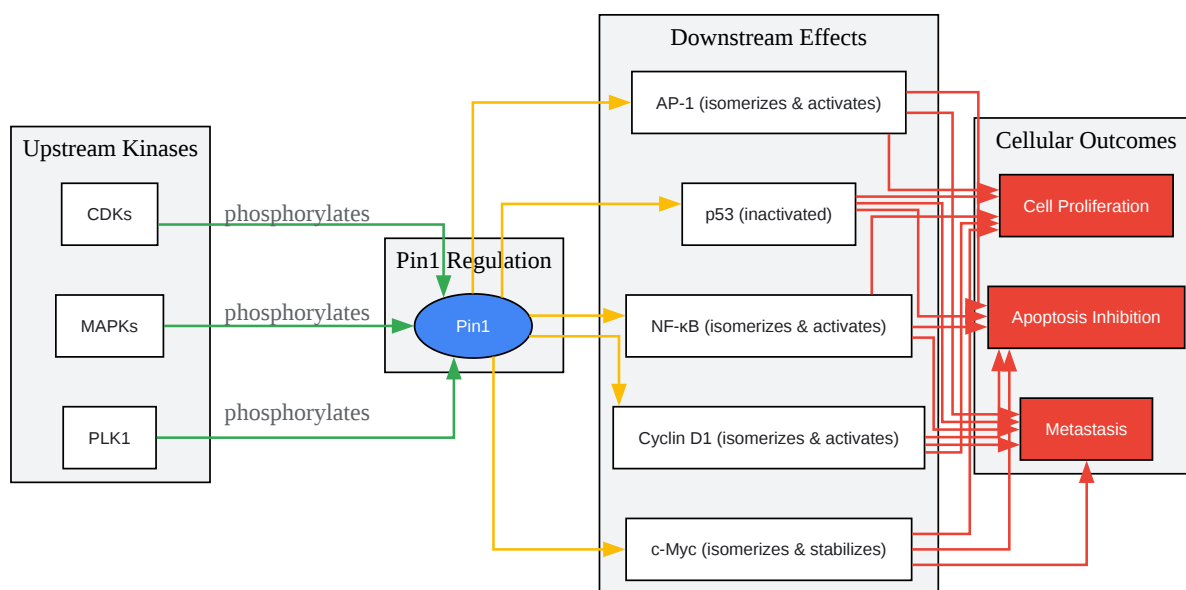 Upstream Kinases
CDKs
MAPKs
PLK1
phosphorylates
phosphorylates
phosphorylates
Pin1 Regulation
Pin1
Downstream Effects
AP-1 (isomerizes & activates)
p53 (inactivated)
NF-κB (isomerizes & activates)
Cyclin D1 (isomerizes & activates)
c-Myc (isomerizes & stabilizes)
Cellular Outcomes
Cell Proliferation
Apoptosis Inhibition
Metastasis